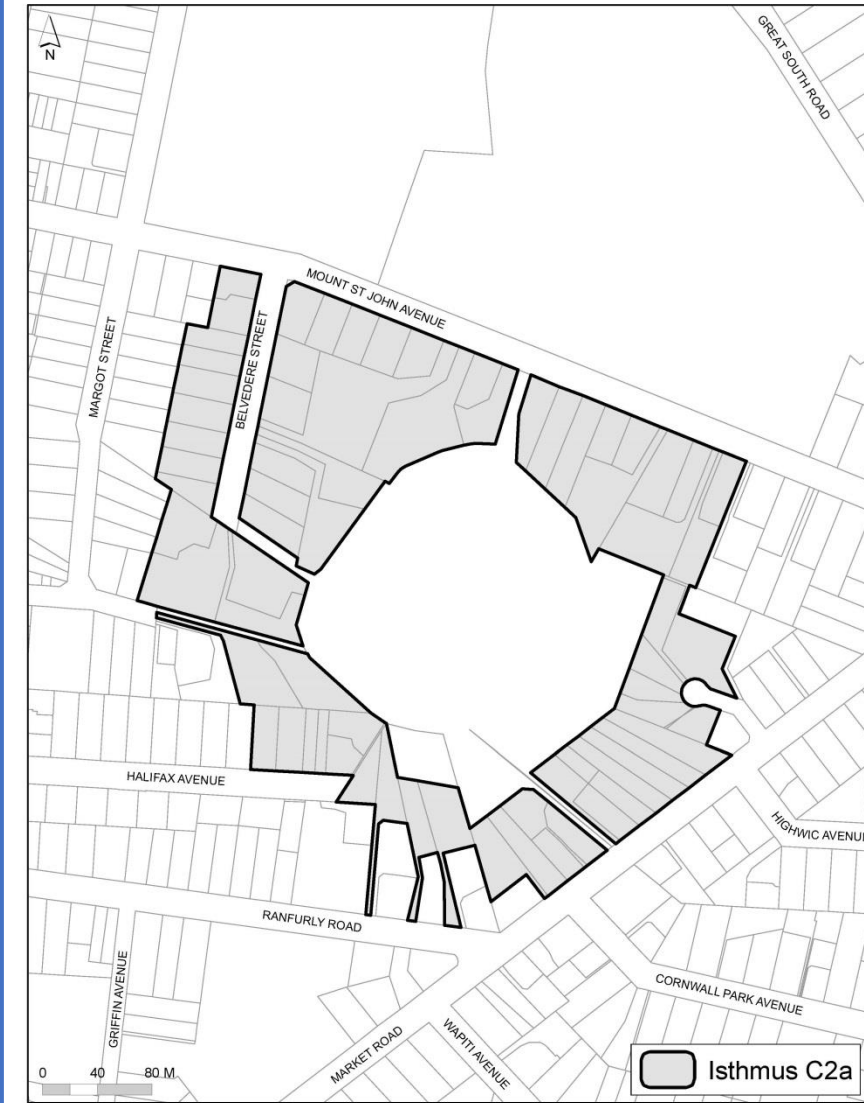 N
GREAT SOUTH ROAD
MOUNT ST JOHN AVENUE
MARGOT STREET
BELVEDERE STREET
HALIFAX AVENUE
HIGHWIC AVENUE
RANFURLY ROAD
GRIFFIN AVENUE
CORNWALL PARK AVENUE
MARKET ROAD
WAPITI AVENUE
0 40 80 M
Isthmus C2a